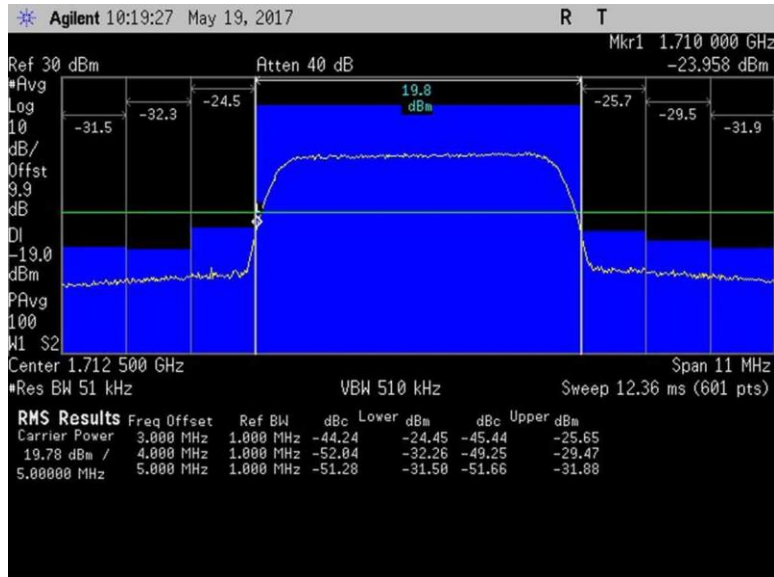 Agilent 10:19:27 May 19, 2017 R T
Mkr1 1.710 000 GHz
Ref 30 dBm Atten 40 dB -23.958 dBm
#Avg
Log
10
dB/
Offst
9.9
dB
DI
-19.0
dBm
PAvg
100
W1 S2
-31.5 -32.3 -24.5 19.8 dBm -25.7 -29.5 -31.9
1
Center 1.712 500 GHz Span 11 MHz
#Res BW 51 kHz VBW 510 kHz Sweep 12.36 ms (601 pts)
RMS Results Freq Offset Ref BW dBc Lower dBm dBc Upper dBm
Carrier Power 3.000 MHz 1.000 MHz -44.24 -24.45 -45.44 -25.65
19.78 dBm / 4.000 MHz 1.000 MHz -52.04 -32.26 -49.25 -29.47
5.00000 MHz 5.000 MHz 1.000 MHz -51.28 -31.50 -51.66 -31.88